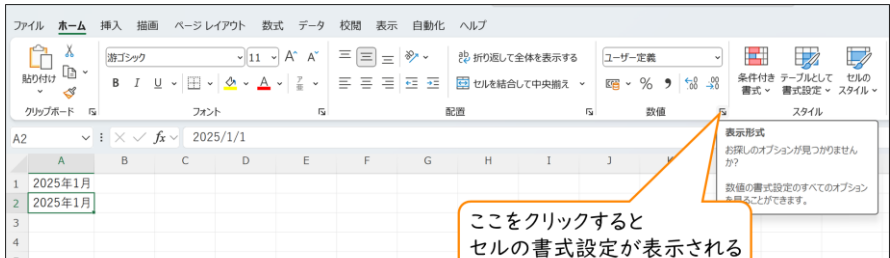 ファイル ホーム 挿入 描画 ページ レイアウト 数式 データ 校閲 表示 自動化 ヘルプ
貼り付け
クリップボード
游ゴシック 11 A A
B I U A
フォント
ab 折り返して全体を表示する
セルを結合して中央揃え
配置
ユーザー定義
% 9
数値
条件付き書式
テーブルとして書式設定
セルのスタイル
スタイル
A2 fx 2025/1/1
A B C D E F G H I J
1 2025年1月
2 2025年1月
3
4
表示形式
お探しのオプションが見つかりません
か?
数値の書式設定のすべてのオプション
を見ることができます。
ここをクリックすると
セルの書式設定が表示される